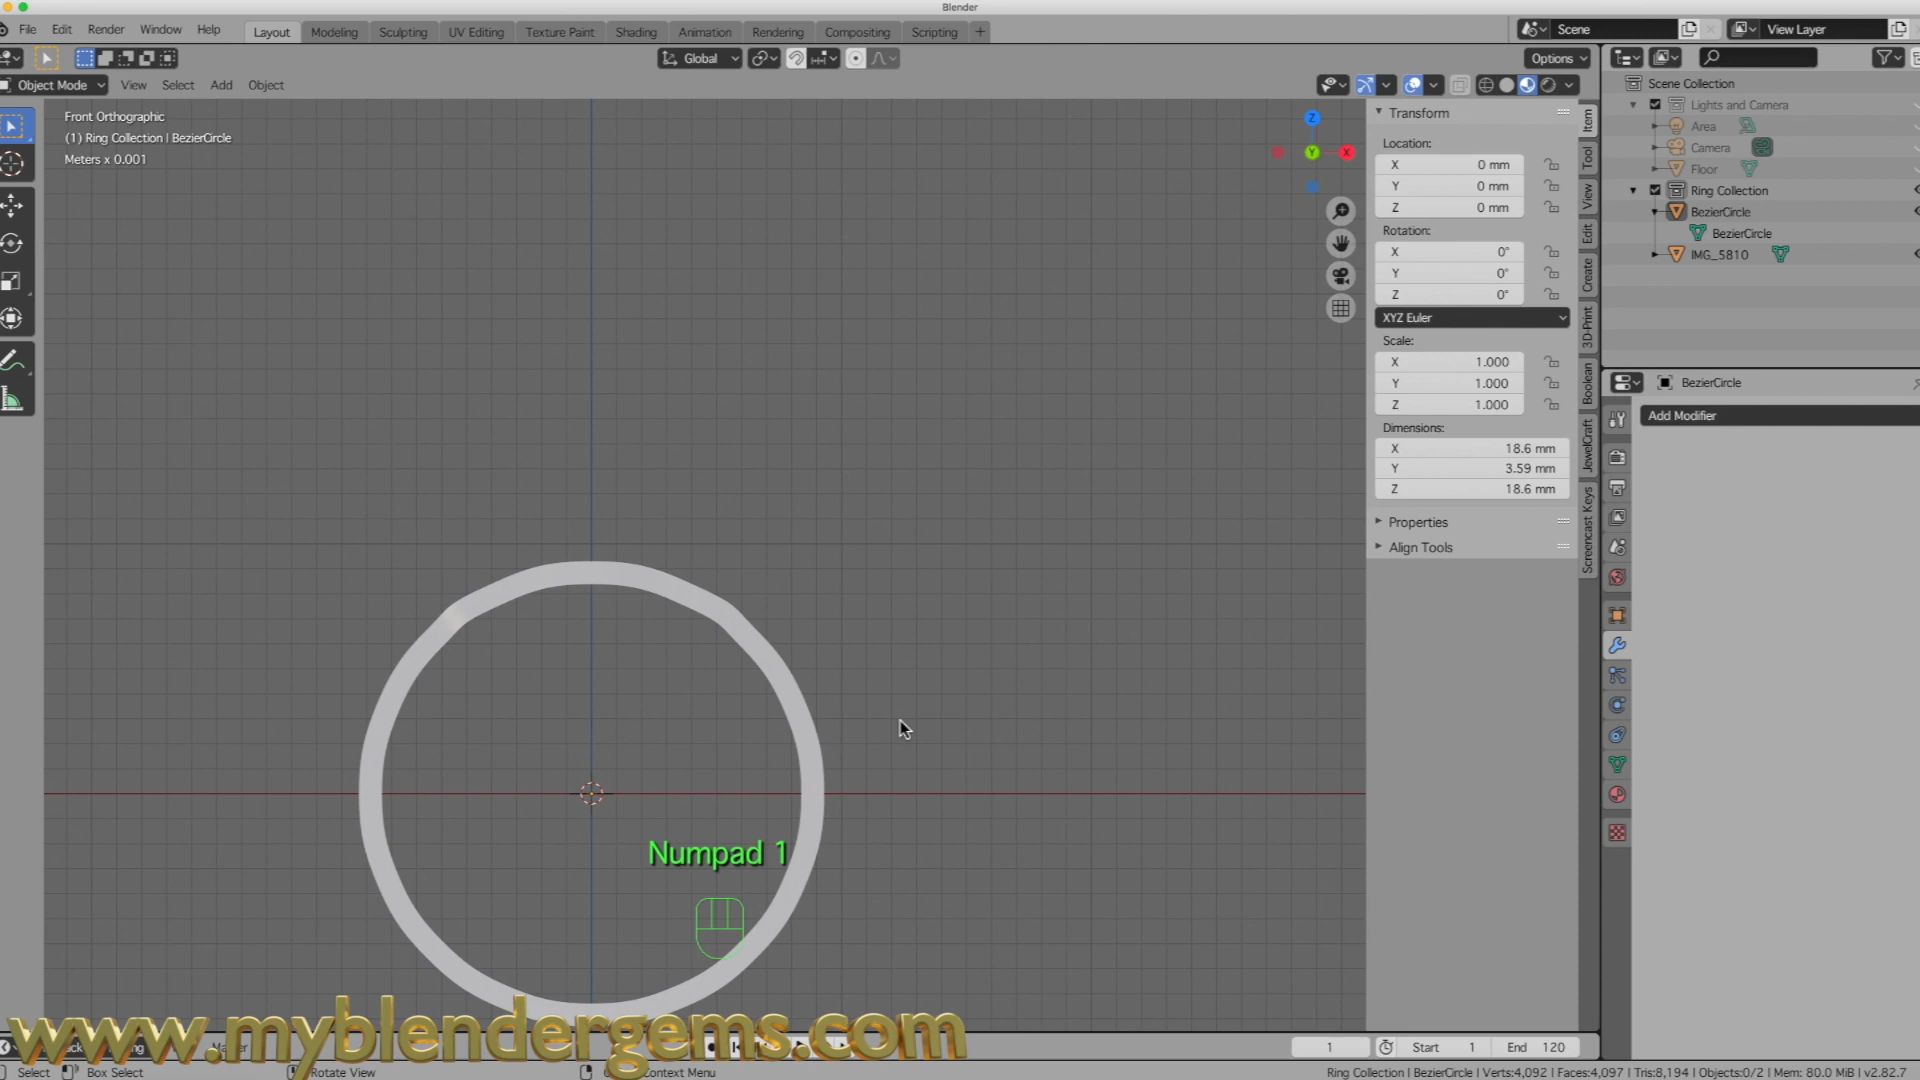 Blender
File Edit Render Window Help Layout Modeling Sculpting UV Editing Texture Paint Shading Animation Rendering Compositing Scripting + Scene View Layer
Global Options
Object Mode View Select Add Object
Front Orthographic
(1) Ring Collection | BezierCircle
Meters x 0.001
Z
Y
X
Transform
Location:
X 0 mm
Y 0 mm
Z 0 mm
Rotation:
X 0°
Y 0°
Z 0°
XYZ Euler
Scale:
X 1.000
Y 1.000
Z 1.000
Dimensions:
X 18.6 mm
Y 3.59 mm
Z 18.6 mm
Properties
Align Tools
Item
Tool
View
Edit
Create
3D-Print
Boolean
JewelCraft
Screencast Keys
Scene Collection
Lights and Camera
Area
Camera
Floor
Ring Collection
BezierCircle
BezierCircle
IMG_5810
BezierCircle
Add Modifier
Numpad 1
www.myblendergems.com
1 Start 1 End 120
Select Box Select Rotate View Context Menu Ring Collection | BezierCircle | Verts:4,092 | Faces:4,097 | Tris:8,194 | Objects:0/2 | Mem: 80.0 MiB | v2.82.7